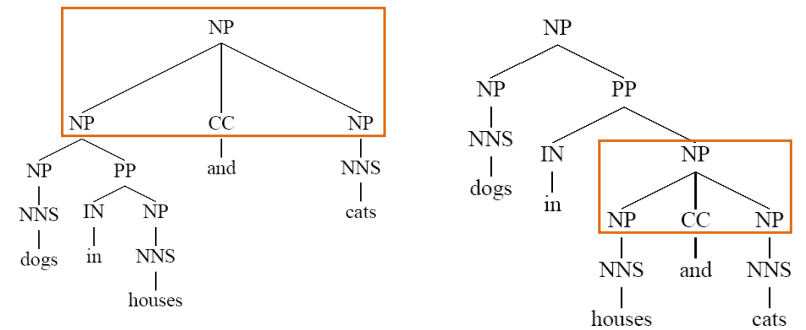 NP
NP CC NP
and
NP PP NNS
cats
NNS IN NP
dogs in NNS
houses
NP
NP PP
NNS IN NP
dogs in
NP CC NP
NNS and NNS
houses cats